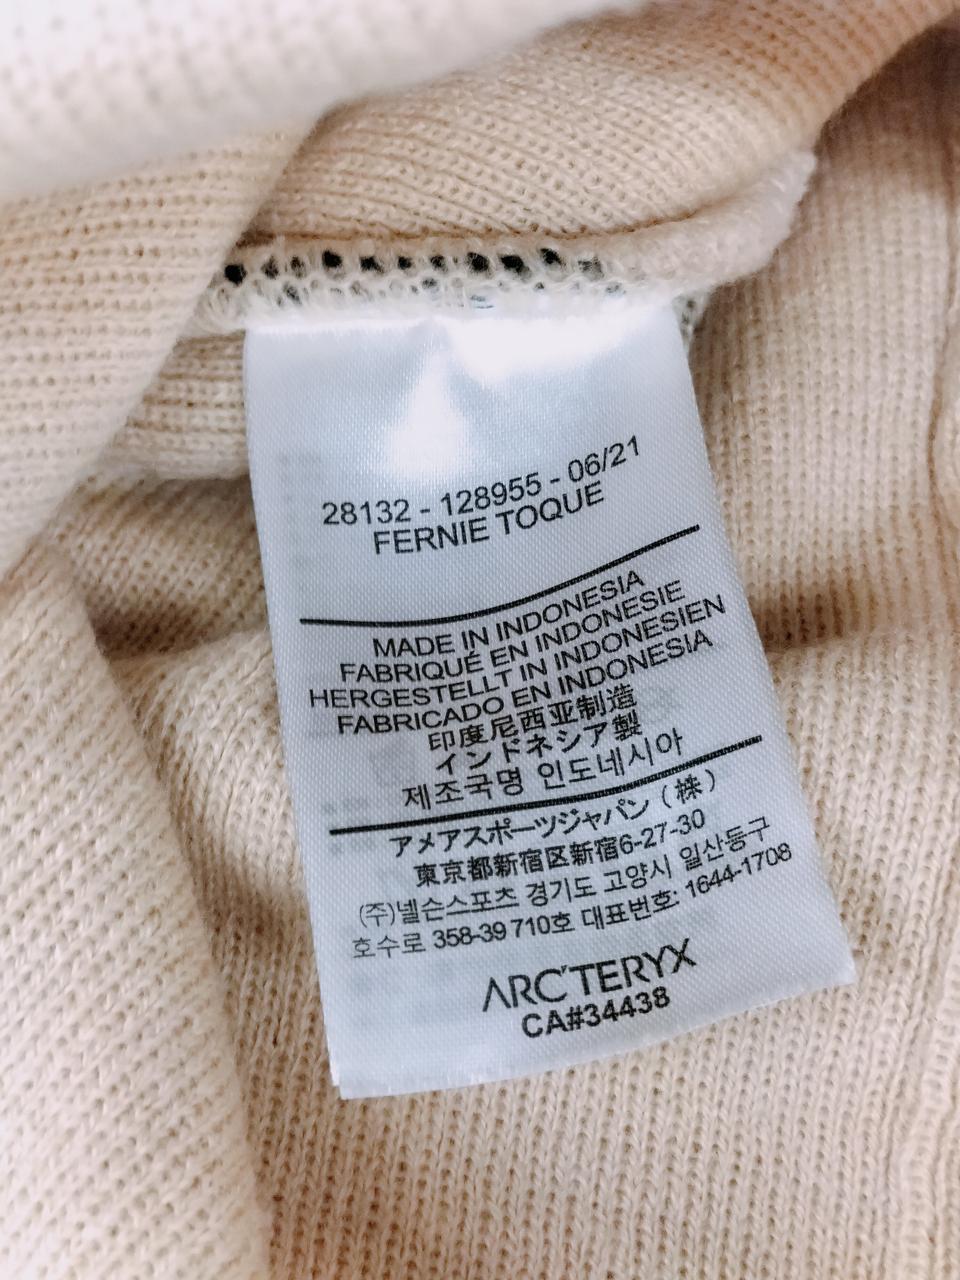 28132 - 128955 - 06/21
FERNIE TOQUE
MADE IN INDONESIA
FABRIQUÉ EN INDONÉSIE
HERGESTELLT IN INDONESIEN
FABRICADO EN INDONESIA
印度尼西亚制造
インドネシア製
제조국명 인도네시아
アメアスポーツジャパン（株）
東京都新宿区新宿6-27-30
(주)넬슨스포츠 경기도 고양시 일산동구
호수로 358-39 710호 대표번호: 1644-1708
ARC'TERYX
CA#34438